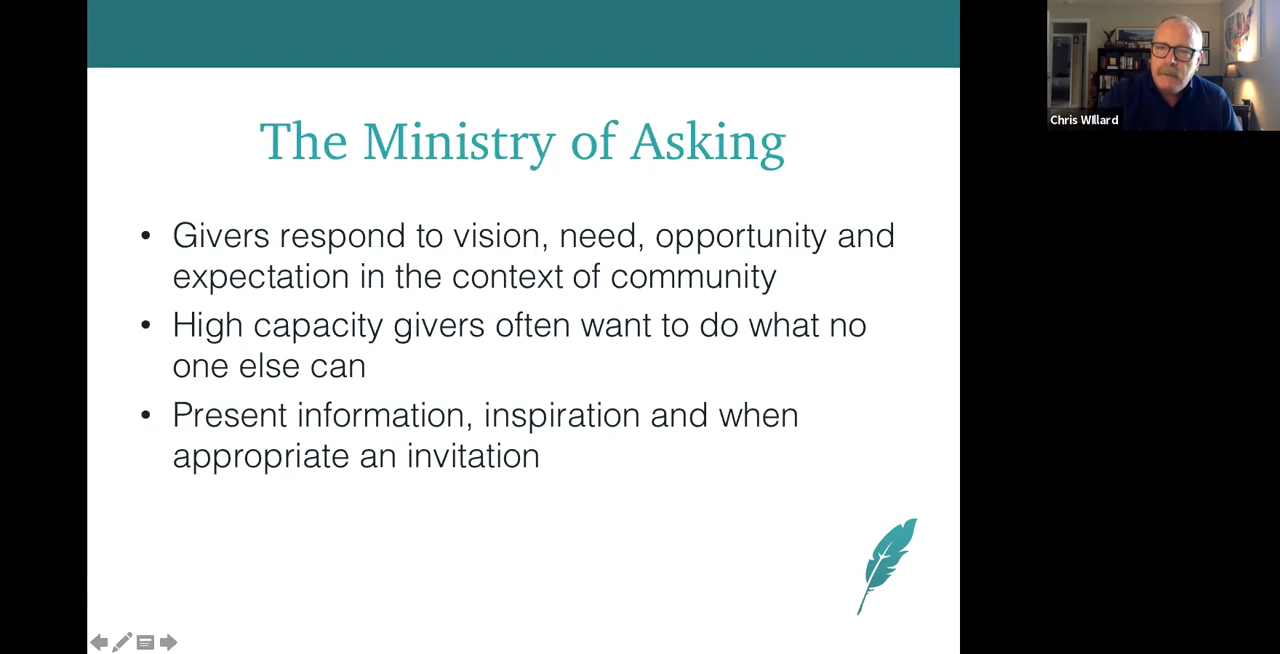 The Ministry of Asking
• Givers respond to vision, need, opportunity and
expectation in the context of community
• High capacity givers often want to do what no
one else can
• Present information, inspiration and when
appropriate an invitation
Chris Willard